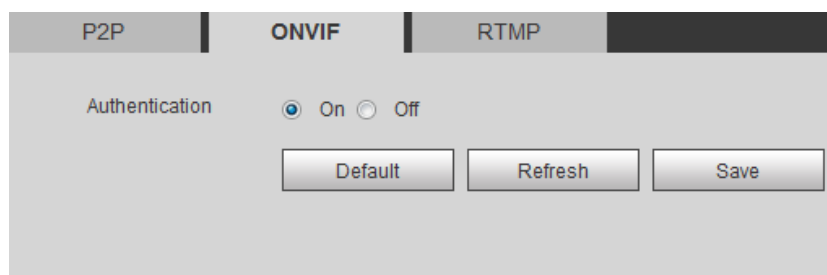 P2P ONVIF RTMP
Authentication On Off
Default Refresh Save